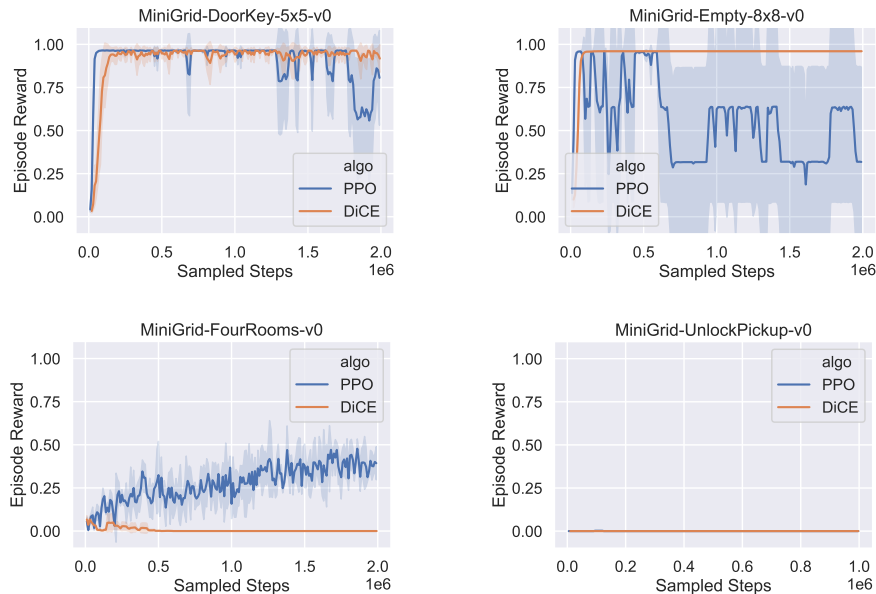 MiniGrid-DoorKey-5x5-v0
1.00
0.75
0.50
0.25
0.00
Episode Reward
algo
PPO
DiCE
0.0 0.5 1.0 1.5 2.0
Sampled Steps
1e6
MiniGrid-Empty-8x8-v0
1.00
0.75
0.50
0.25
0.00
Episode Reward
algo
PPO
DiCE
0.0 0.5 1.0 1.5 2.0
Sampled Steps
1e6
MiniGrid-FourRooms-v0
1.00
0.75
0.50
0.25
0.00
Episode Reward
algo
PPO
DiCE
0.0 0.5 1.0 1.5 2.0
Sampled Steps
1e6
MiniGrid-UnlockPickup-v0
1.00
0.75
0.50
0.25
0.00
Episode Reward
algo
PPO
DiCE
0.0 0.2 0.4 0.6 0.8 1.0
Sampled Steps
1e6